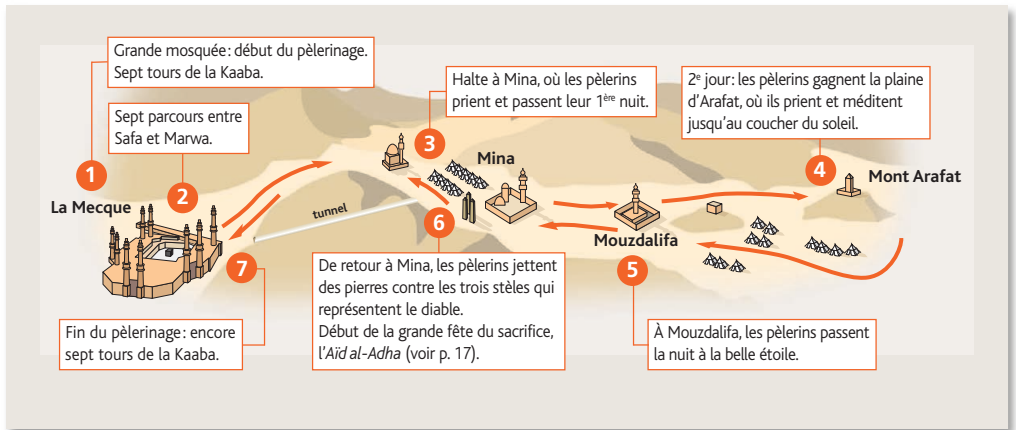 Grande mosquée : début du pèlerinage.
Sept tours de la Kaaba.
1
Sept parcours entre
Safa et Marwa.
2
La Mecque
Halte à Mina, où les pèlerins
prient et passent leur 1ère nuit.
3
Mina
2e jour : les pèlerins gagnent la plaine
d'Arafat, où ils prient et méditent
jusqu'au coucher du soleil.
4
Mont Arafat
tunnel
Mouzdalifa
5
À Mouzdalifa, les pèlerins passent
la nuit à la belle étoile.
6
De retour à Mina, les pèlerins jettent
des pierres contre les trois stèles qui
représentent le diable.
Début de la grande fête du sacrifice,
l'Aïd al-Adha (voir p. 17).
7
Fin du pèlerinage : encore
sept tours de la Kaaba.